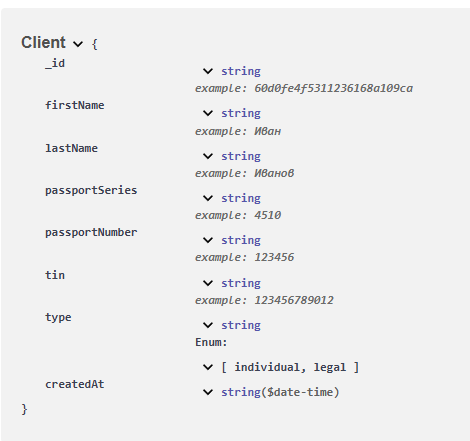 Client {
_id
string
example: 60d0fe4f5311236168a109ca
firstName
string
example: Иван
lastName
string
example: Иванов
passportSeries
string
example: 4510
passportNumber
string
example: 123456
tin
string
example: 123456789012
type
string
Enum:
[ individual, legal ]
createdAt
string($date-time)
}